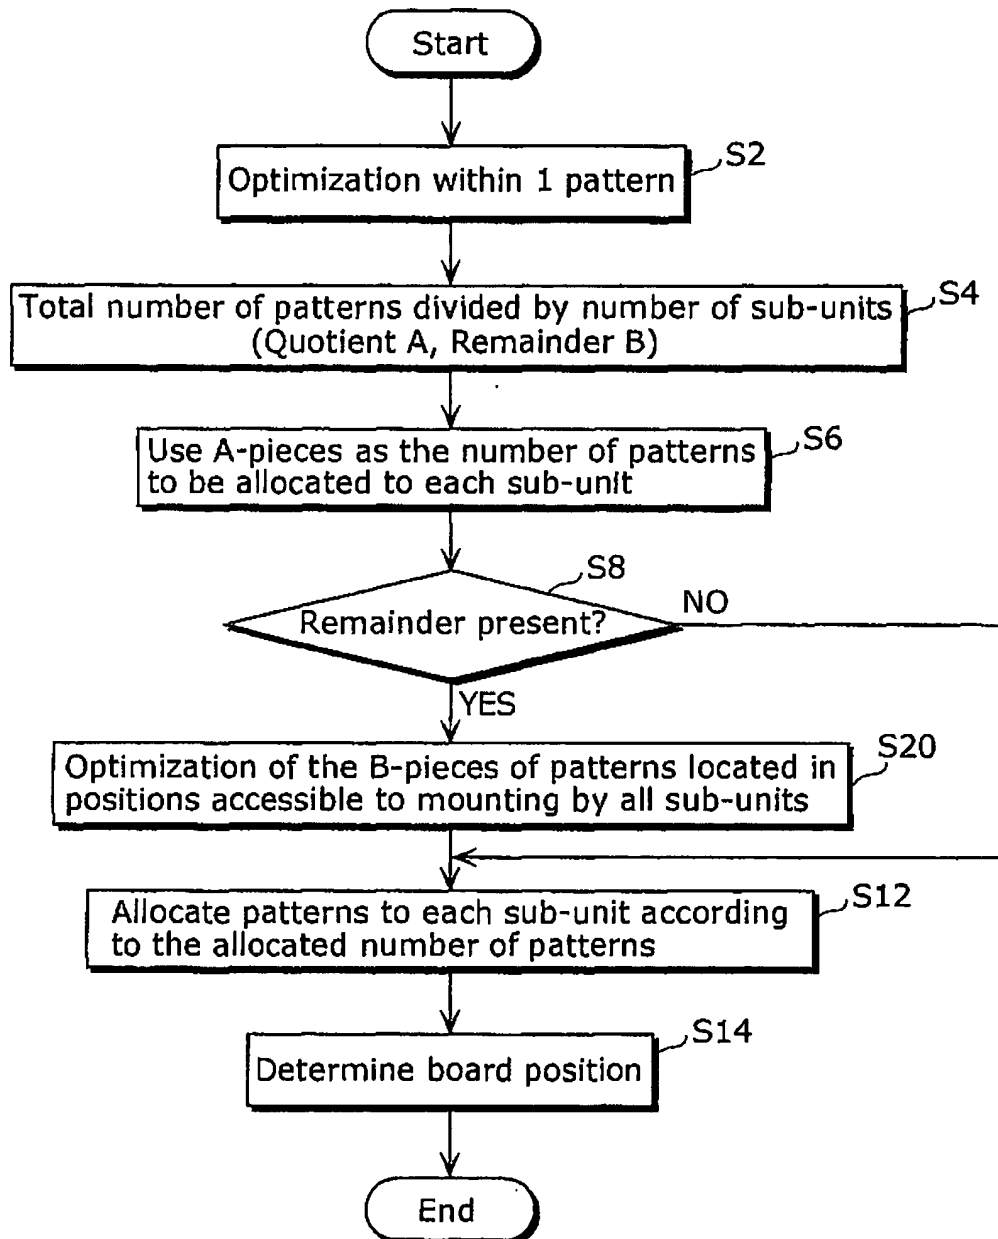 Start
S2
Optimization within 1 pattern
S4
Total number of patterns divided by number of sub-units
(Quotient A, Remainder B)
S6
Use A-pieces as the number of patterns
to be allocated to each sub-unit
S8
Remainder present?
NO
YES
S20
Optimization of the B-pieces of patterns located in
positions accessible to mounting by all sub-units
S12
Allocate patterns to each sub-unit according
to the allocated number of patterns
S14
Determine board position
End